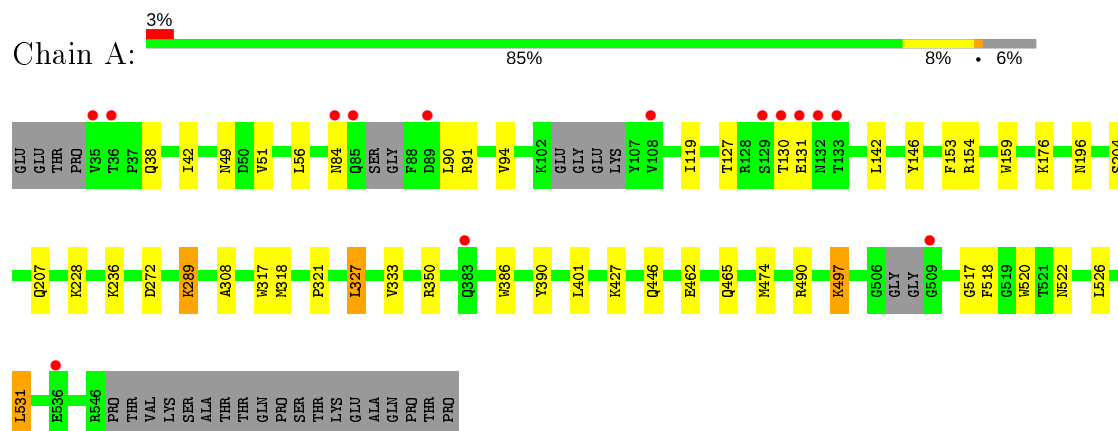 3%
Chain A:
85% 8% • 6%
GLU GLU THR PRO V35 T36 P37 Q38 I42 N49 D50 V51 L56 N84 Q85 SER GLY F88 D89 L90 R91 V94 K102 GLU GLY GLU LYS Y107 V108 I119 T127 R128 S129 T130 E131 N132 T133 L142 Y146 F153 R154 W159 K176 N196
Q207 K228 K236 D272 K289 A308 W317 M318 P321 L327 V333 R350 Q383 W386 Y390 L401 K427 Q446 E462 Q465 M474 R490 K497 G506 GLY GLY G509 G517 F518 G519 W520 T521 N522 L526
L531 E536 R546 PRO THR VAL LYS SER ALA THR THR GLN PRO SER THR LYS GLU ALA GLN PRO THR PRO